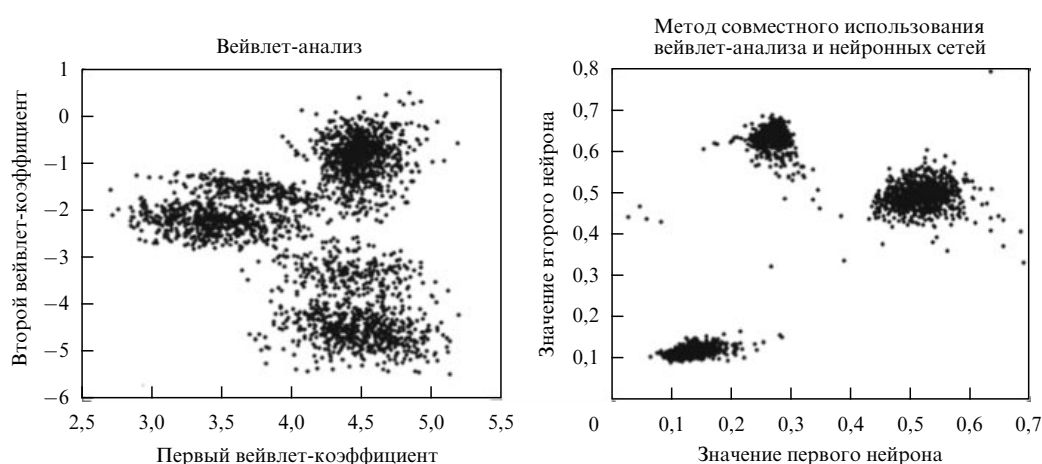 Вейвлет-анализ
Второй вейвлет-коэффициент
1
0
−1
−2
−3
−4
−5
−6
2,5 3,0 3,5 4,0 4,5 5,0 5,5
Первый вейвлет-коэффициент
Метод совместного использования
вейвлет-анализа и нейронных сетей
Значение второго нейрона
0,8
0,7
0,6
0,5
0,4
0,3
0,2
0,1
0 0,1 0,2 0,3 0,4 0,5 0,6 0,7
Значение первого нейрона